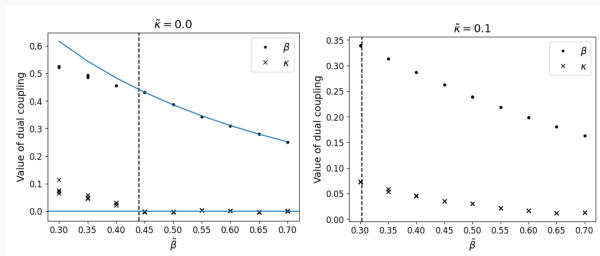 κ̃ = 0.0
Value of dual coupling
0.6
0.5
0.4
0.3
0.2
0.1
0.0
β
κ
0.30 0.35 0.40 0.45 0.50 0.55 0.60 0.65 0.70
β̃
κ̃ = 0.1
Value of dual coupling
0.35
0.30
0.25
0.20
0.15
0.10
0.05
0.00
β
κ
0.30 0.35 0.40 0.45 0.50 0.55 0.60 0.65 0.70
β̃